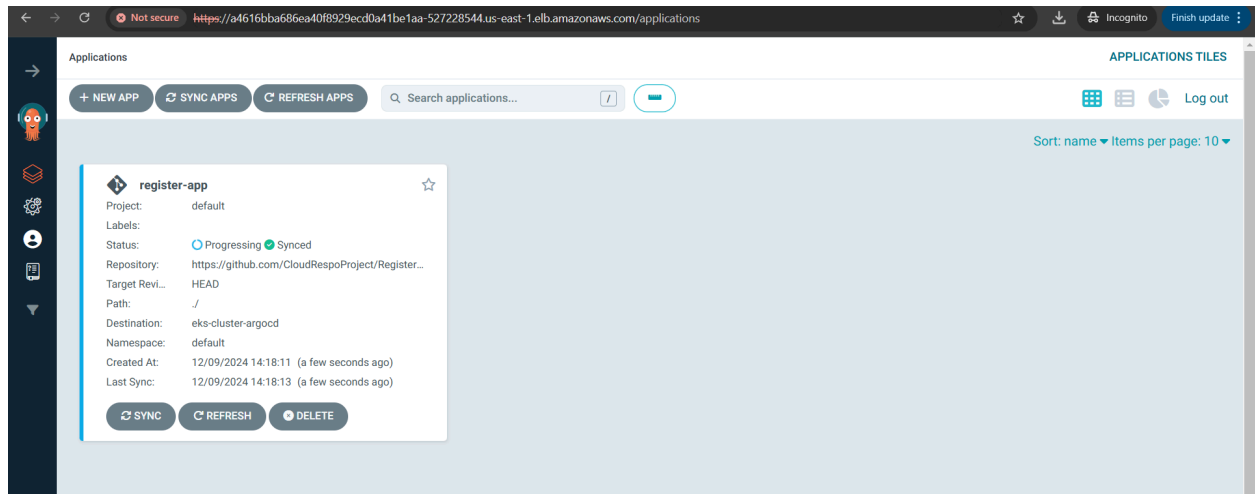 Not secure https://a4616bba686ea40f8929ecd0a41be1aa-527228544.us-east-1.elb.amazonaws.com/applications Incognito Finish update
Applications APPLICATIONS TILES
+ NEW APP SYNC APPS REFRESH APPS Search applications... / Log out
Sort: name Items per page: 10
register-app
Project: default
Labels:
Status: Progressing Synced
Repository: https://github.com/CloudRespoProject/Register...
Target Revi... HEAD
Path: ./
Destination: eks-cluster-argocd
Namespace: default
Created At: 12/09/2024 14:18:11 (a few seconds ago)
Last Sync: 12/09/2024 14:18:13 (a few seconds ago)
SYNC REFRESH DELETE